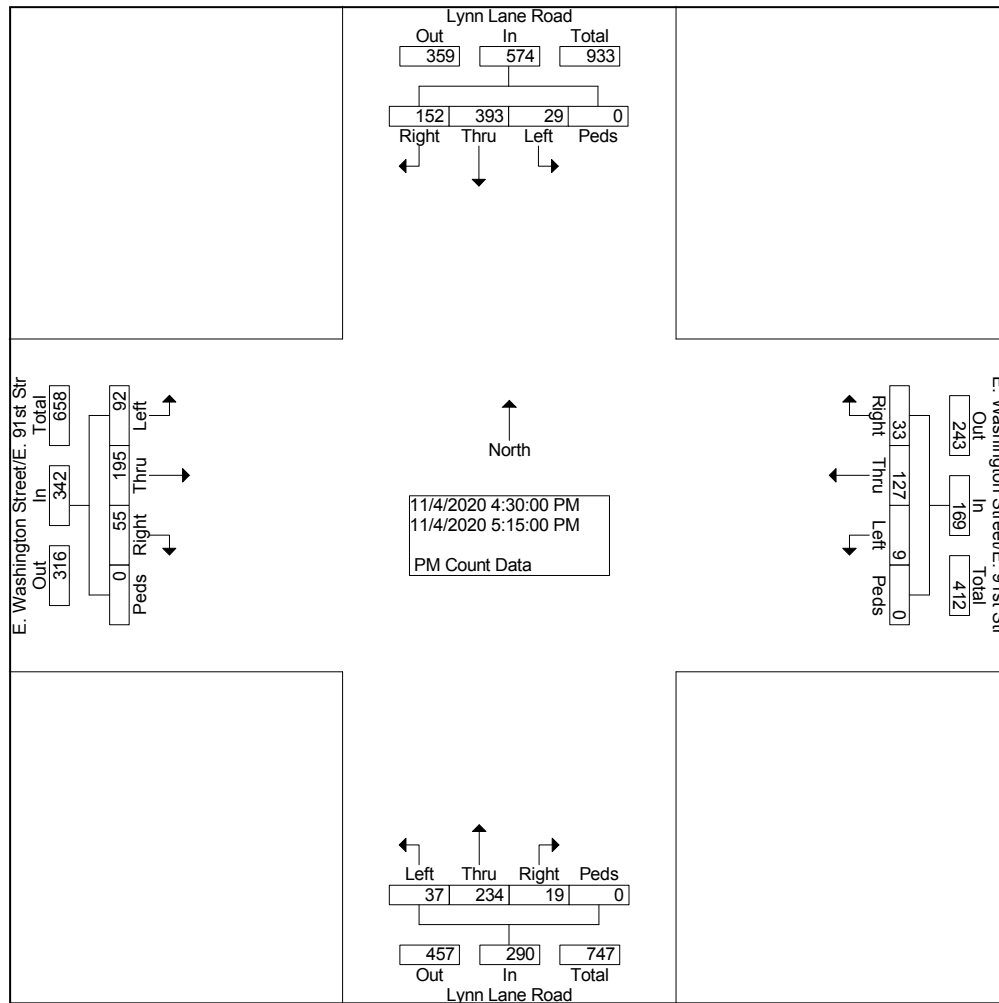 Lynn Lane Road
Out In Total
359 574 933
152 393 29 0
Right Thru Left Peds
E. Washington Street/E. 91st Str
Total In Out
658 342 316
92 195 55 0
Left Thru Right Peds
North
11/4/2020 4:30:00 PM
11/4/2020 5:15:00 PM
PM Count Data
Right Thru Left Peds
33 127 9 0
243 169 412
Out In Total
E. Washington Street/E. 91st Str
Left Thru Right Peds
37 234 19 0
457 290 747
Out In Total
Lynn Lane Road